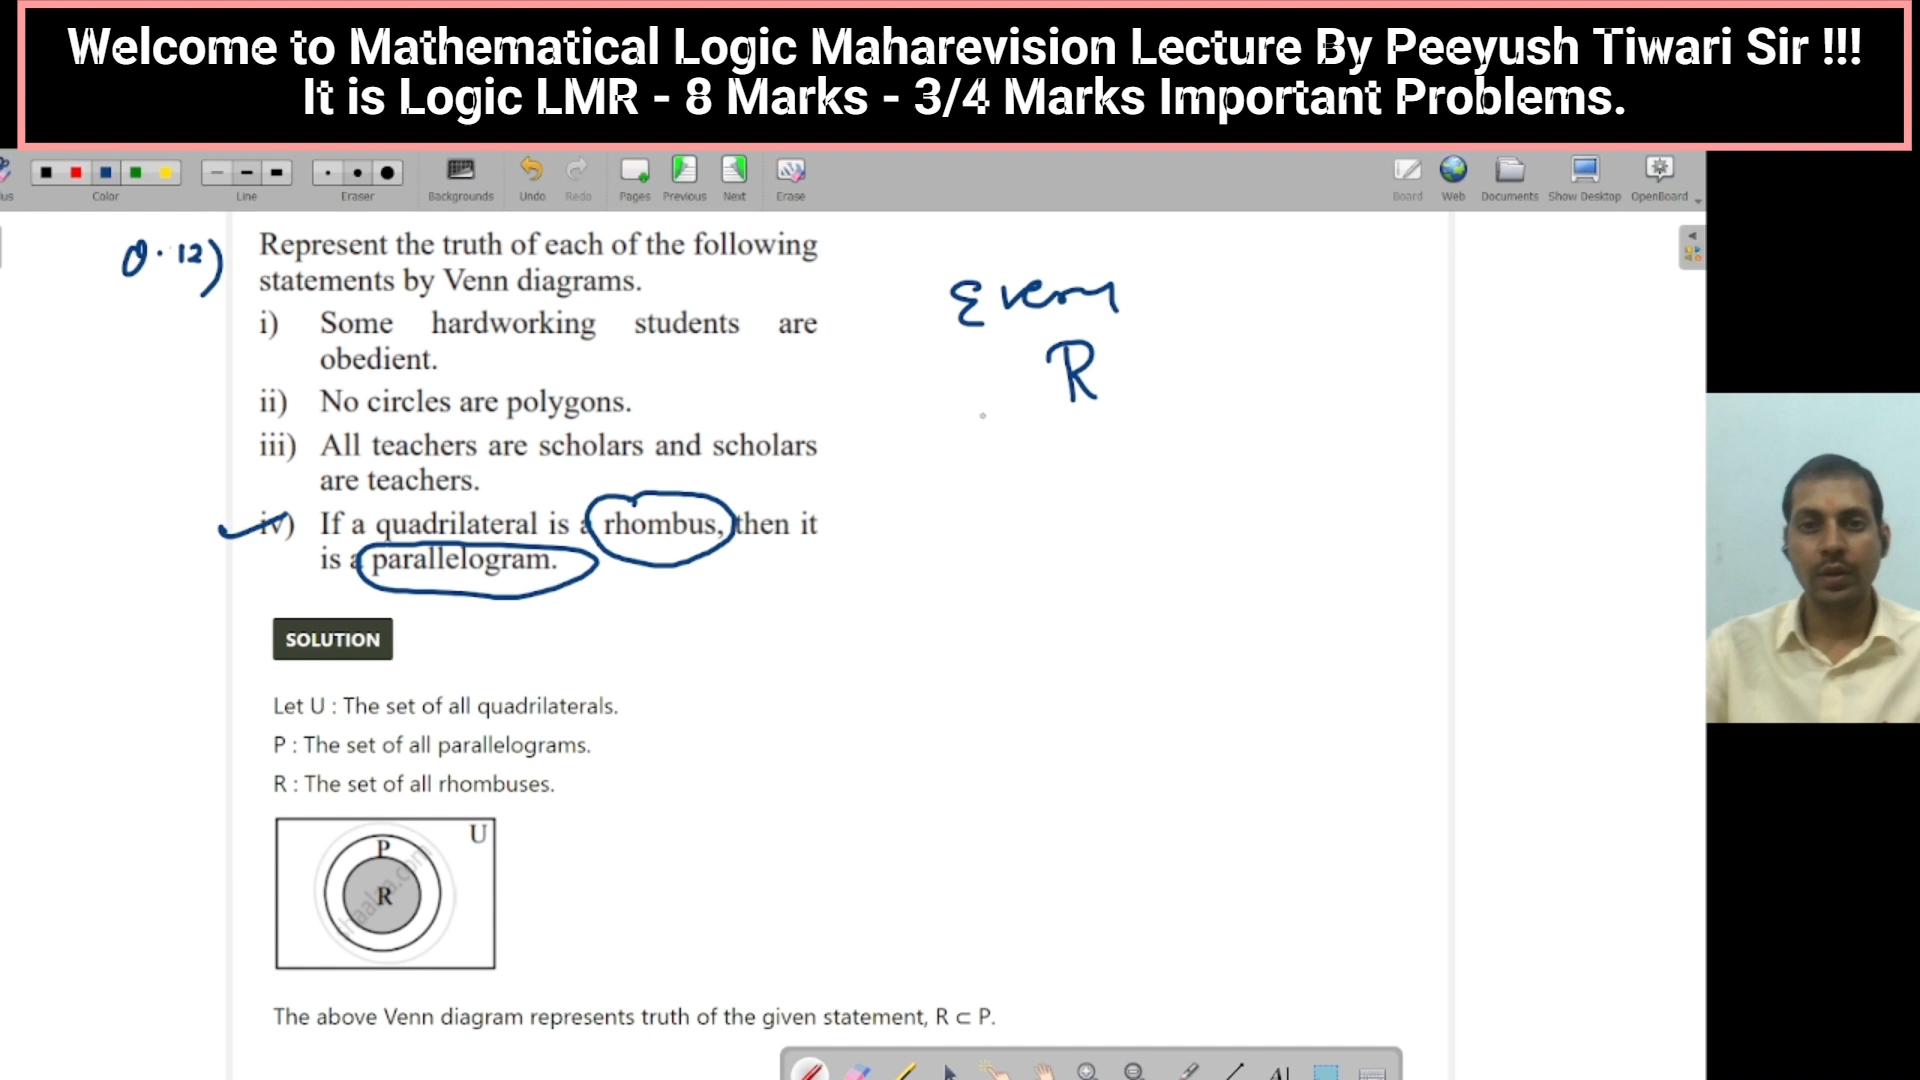 Welcome to Mathematical Logic Maharevision Lecture By Peeyush Tiwari Sir !!!
It is Logic LMR - 8 Marks - 3/4 Marks Important Problems.
Color Line Eraser Backgrounds Undo Redo Pages Previous Next Erase Board Web Documents Show Desktop OpenBoard
Q.12)
Represent the truth of each of the following
statements by Venn diagrams.
i) Some hardworking students are
obedient.
ii) No circles are polygons.
iii) All teachers are scholars and scholars
are teachers.
iv) If a quadrilateral is a rhombus, then it
is a parallelogram.
Every
R
SOLUTION
Let U : The set of all quadrilaterals.
P : The set of all parallelograms.
R : The set of all rhombuses.
U
P
R
The above Venn diagram represents truth of the given statement, R ⊂ P.